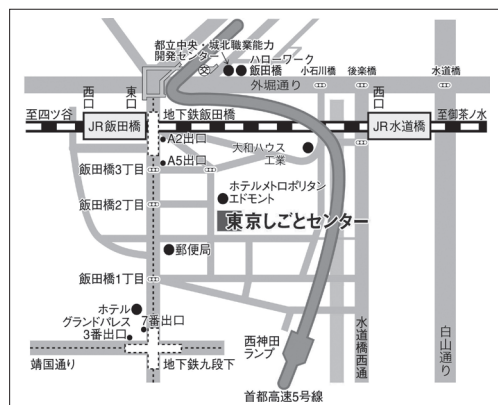 都立中央・城北職業能力
開発センター
ハローワーク
飯田橋
小石川橋
後楽橋
水道橋
外堀通り
西口
東口
西口
至四ツ谷
地下鉄飯田橋
至御茶ノ水
JR飯田橋
JR水道橋
A2出口
大和ハウス
工業
A5出口
飯田橋3丁目
ホテルメトロポリタン
エドモント
飯田橋2丁目
東京しごとセンター
郵便局
飯田橋1丁目
ホテル
グランドパレス
7番出口
3番出口
西神田
ランプ
水道橋西通
白山通り
靖国通り
地下鉄九段下
首都高速5号線